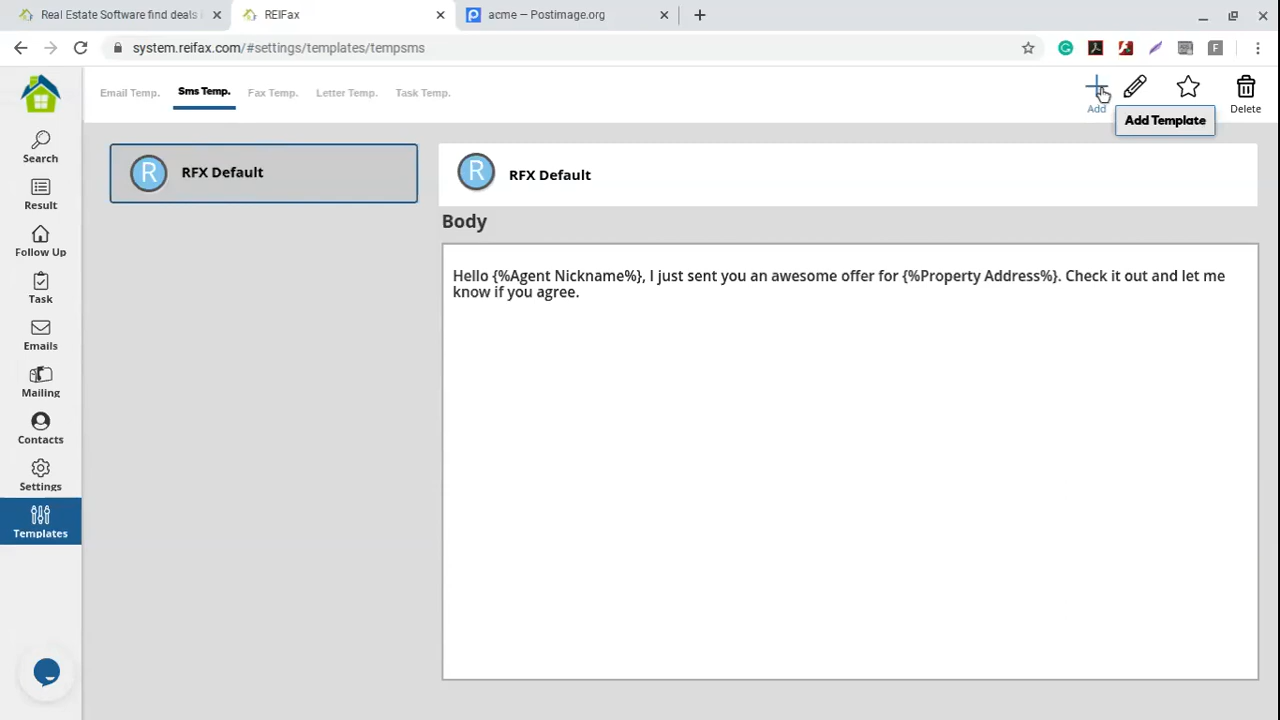 Real Estate Software find deals
REIFax
acme — Postimage.org
system.reifax.com/#settings/templates/tempsms
Email Temp.
Sms Temp.
Fax Temp.
Letter Temp.
Task Temp.
Add
Delete
Add Template
Search
Result
Follow Up
Task
Emails
Mailing
Contacts
Settings
Templates
R
RFX Default
R
RFX Default
Body
Hello {%Agent Nickname%}, I just sent you an awesome offer for {%Property Address%}. Check it out and let me
know if you agree.